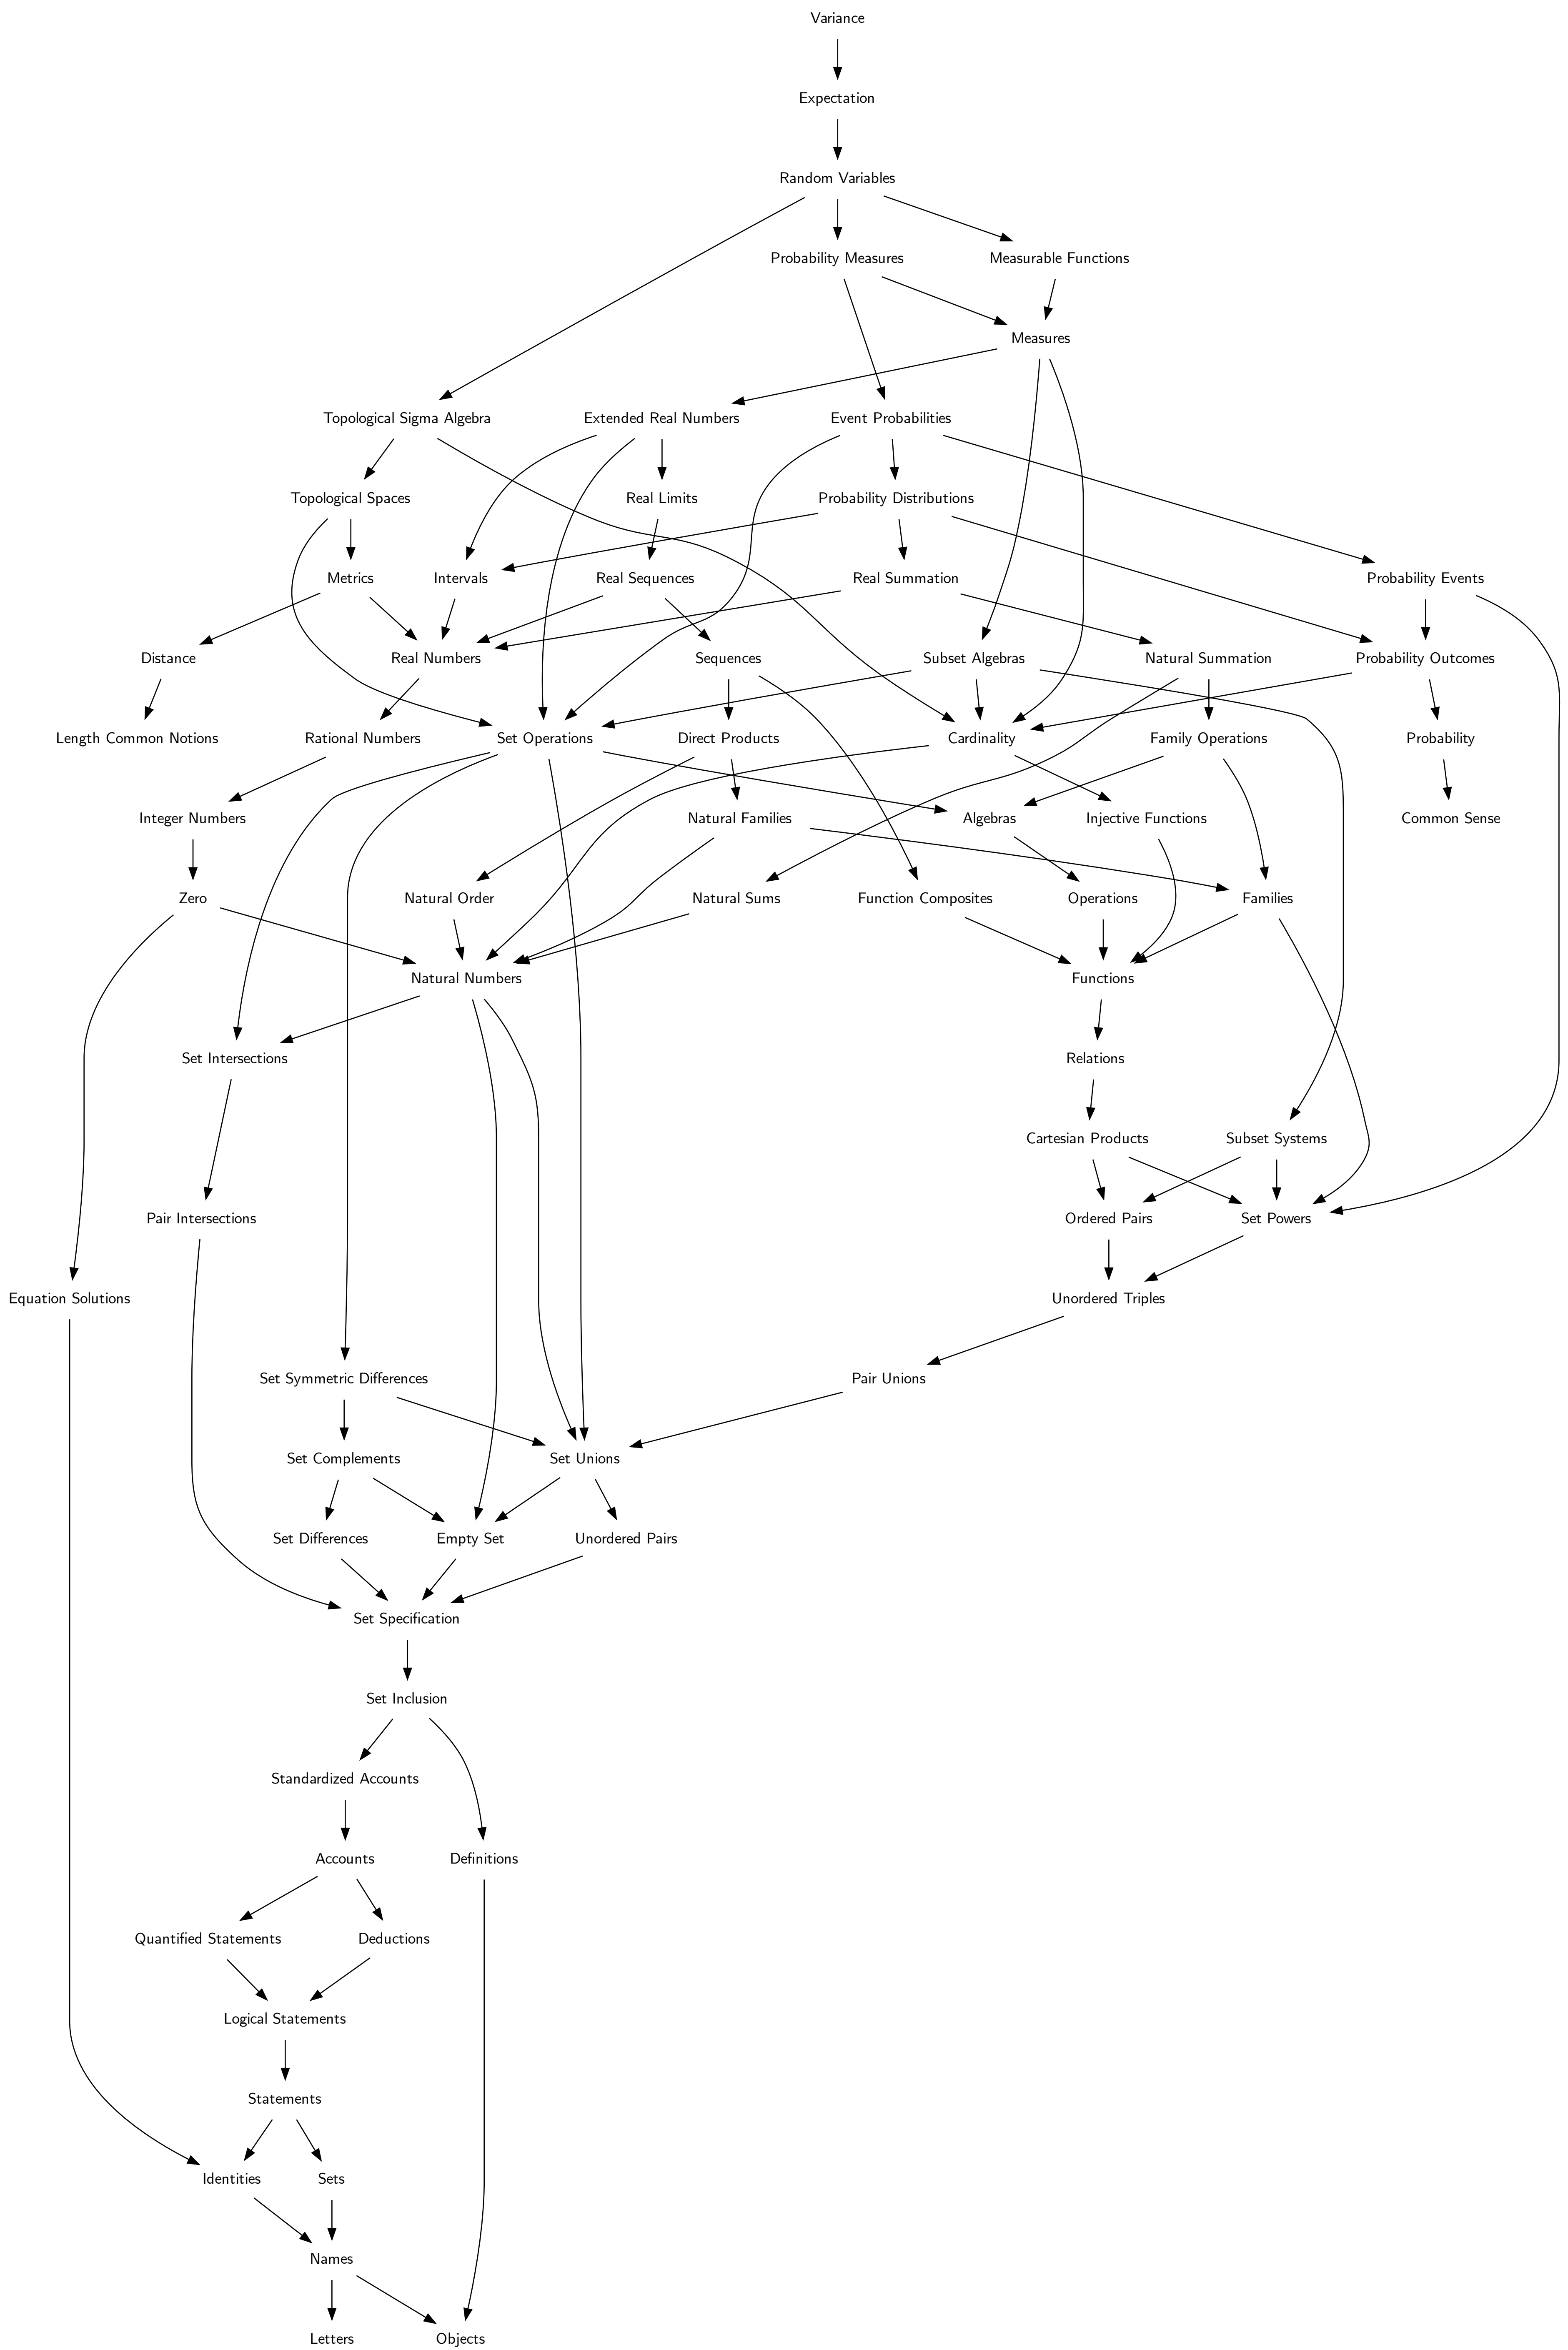 Variance
Expectation
Random Variables
Probability Measures
Measurable Functions
Measures
Topological Sigma Algebra
Extended Real Numbers
Event Probabilities
Topological Spaces
Real Limits
Probability Distributions
Metrics
Intervals
Real Sequences
Real Summation
Probability Events
Distance
Real Numbers
Sequences
Subset Algebras
Natural Summation
Probability Outcomes
Length Common Notions
Rational Numbers
Set Operations
Direct Products
Cardinality
Family Operations
Probability
Integer Numbers
Natural Families
Algebras
Injective Functions
Common Sense
Zero
Natural Order
Natural Sums
Function Composites
Operations
Families
Natural Numbers
Functions
Set Intersections
Relations
Cartesian Products
Subset Systems
Pair Intersections
Ordered Pairs
Set Powers
Equation Solutions
Unordered Triples
Set Symmetric Differences
Pair Unions
Set Complements
Set Unions
Set Differences
Empty Set
Unordered Pairs
Set Specification
Set Inclusion
Standardized Accounts
Accounts
Definitions
Quantified Statements
Deductions
Logical Statements
Statements
Identities
Sets
Names
Letters
Objects